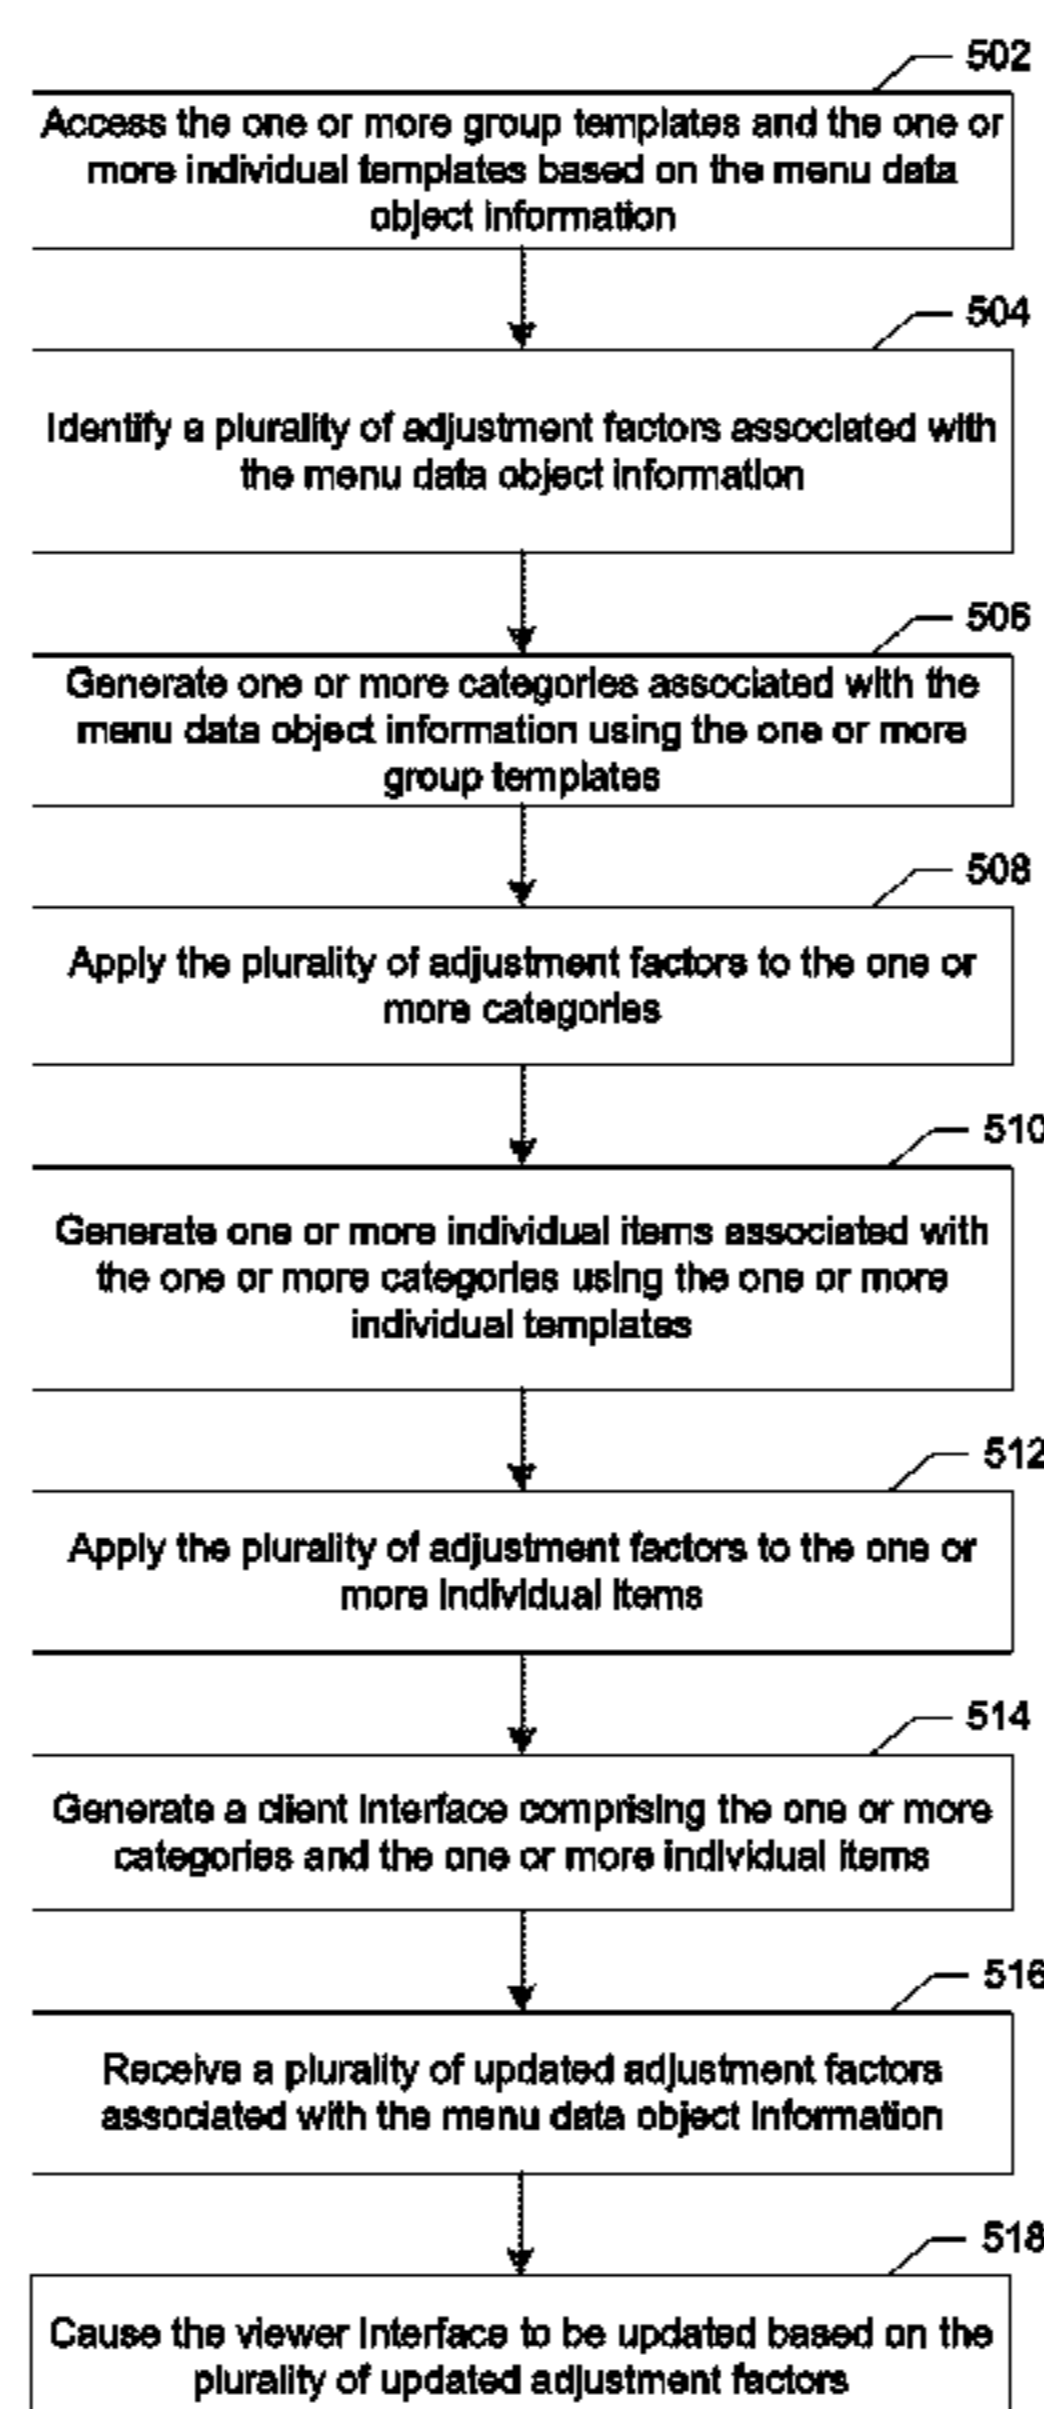 502
Access the one or more group templates and the one or
more individual templates based on the menu data
object information
504
Identify a plurality of adjustment factors associated with
the menu data object information
506
Generate one or more categories associated with the
menu data object information using the one or more
group templates
508
Apply the plurality of adjustment factors to the one or
more categories
510
Generate one or more individual items associated with
the one or more categories using the one or more
individual templates
512
Apply the plurality of adjustment factors to the one or
more individual items
514
Generate a client interface comprising the one or more
categories and the one or more individual items
516
Receive a plurality of updated adjustment factors
associated with the menu data object information
518
Cause the viewer interface to be updated based on the
plurality of updated adjustment factors